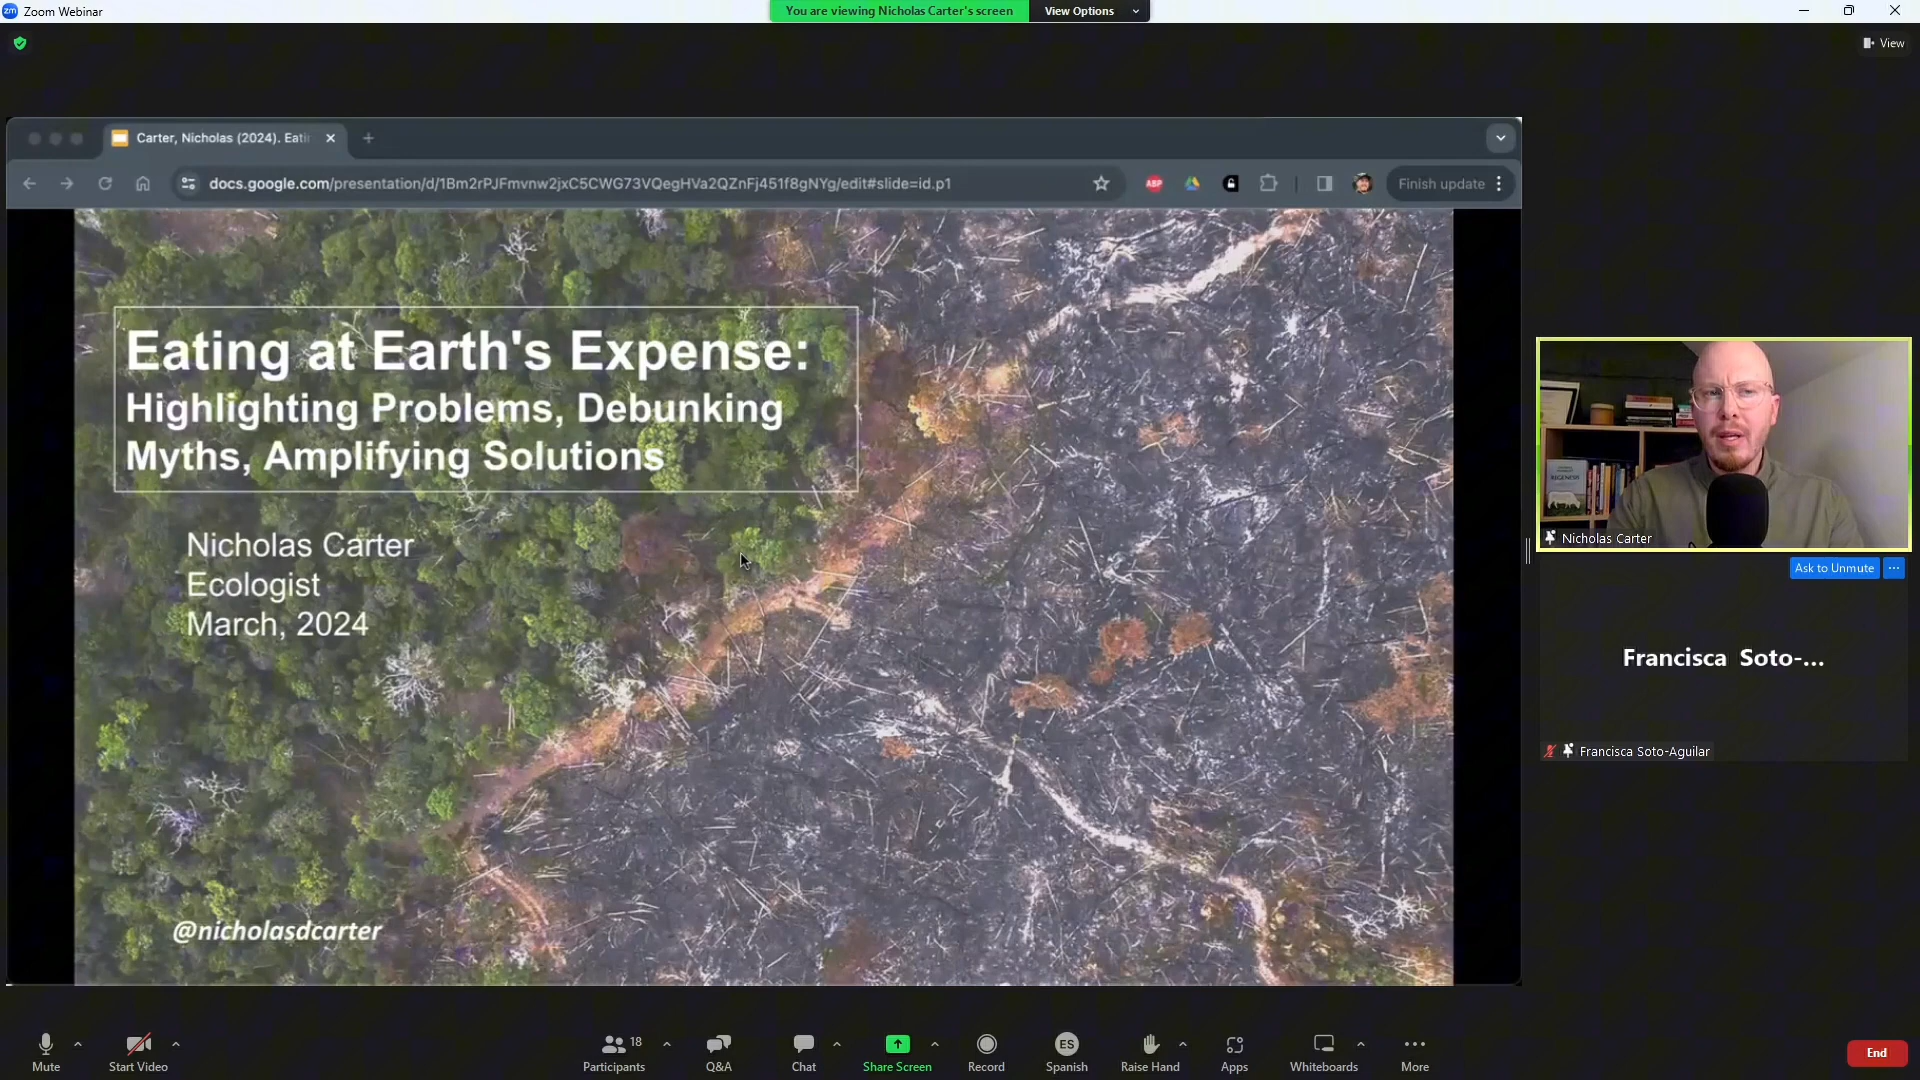 Zoom Webinar
You are viewing Nicholas Carter's screen
View Options
View
Carter, Nicholas (2024). Eati
docs.google.com/presentation/d/1Bm2rPJFmvnw2jxC5CWG73VQegHVa2QZnFj451f8gNYg/edit#slide=id.p1
ABP
Finish update
Eating at Earth's Expense:
Highlighting Problems, Debunking
Myths, Amplifying Solutions
Nicholas Carter
Ecologist
March, 2024
@nicholasdcarter
Nicholas Carter
Ask to Unmute
Francisca Soto-...
Francisca Soto-Aguilar
Mute
Start Video
18
Participants
Q&A
Chat
Share Screen
Record
ES
Spanish
Raise Hand
Apps
Whiteboards
More
End